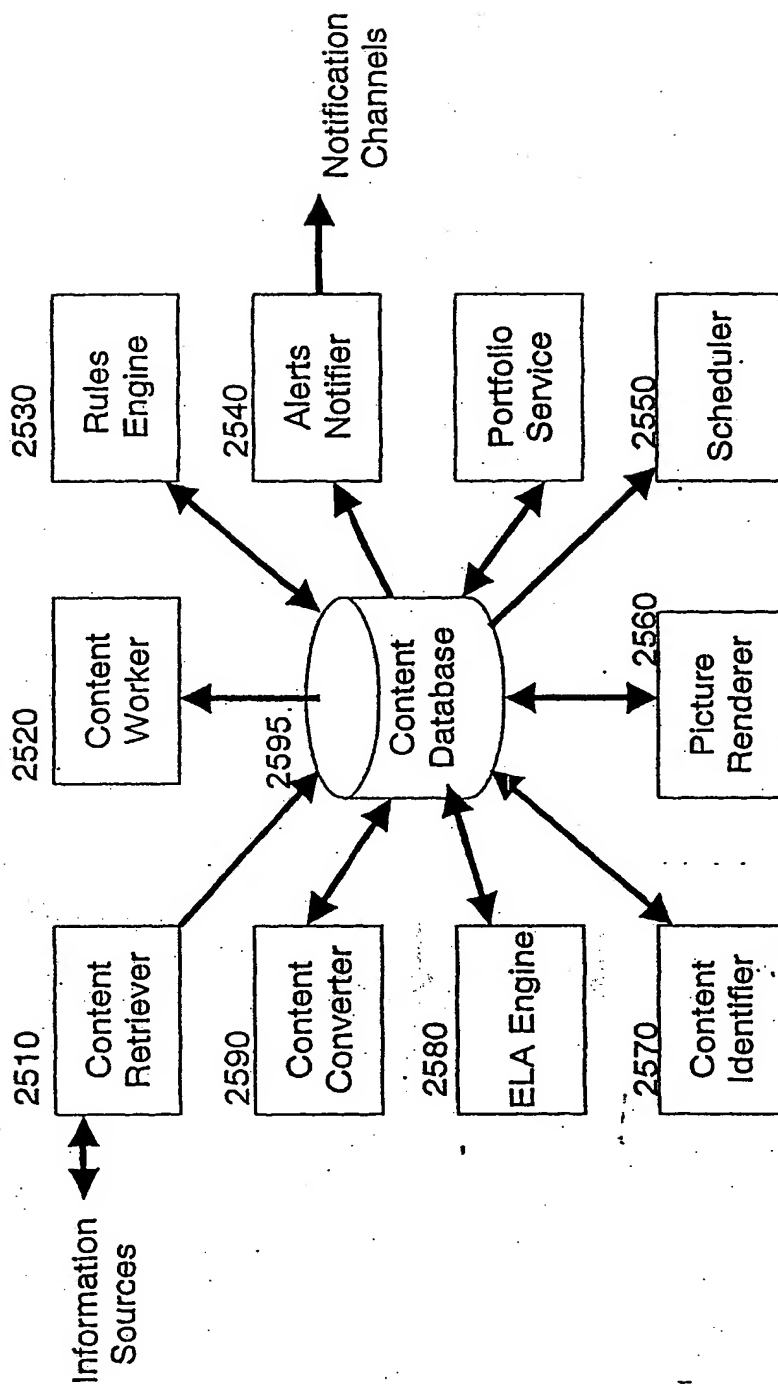 Information
Sources
2510
Content
Retriever
2520
Content
Worker
2530
Rules
Engine
2590
Content
Converter
2595
Content
Database
2540
Alerts
Notifier
Notification
Channels
2580
ELA Engine
Portfolio
Service
2570
Content
Identifier
2560
Picture
Renderer
2550
Scheduler